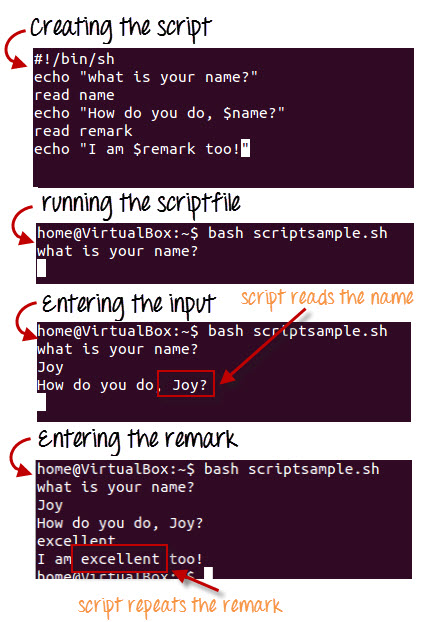 Creating the script
#!/bin/sh
echo "what is your name?"
read name
echo "How do you do, $name?"
read remark
echo "I am $remark too!"
running the scriptfile
home@VirtualBox:~$ bash scriptsample.sh
what is your name?
script reads the name
Entering the input
home@VirtualBox:~$ bash scriptsample.sh
what is your name?
Joy
How do you do, Joy?
Entering the remark
home@VirtualBox:~$ bash scriptsample.sh
what is your name?
Joy
How do you do, Joy?
excellent
I am excellent too!
home@VirtualBox:~$
script repeats the remark